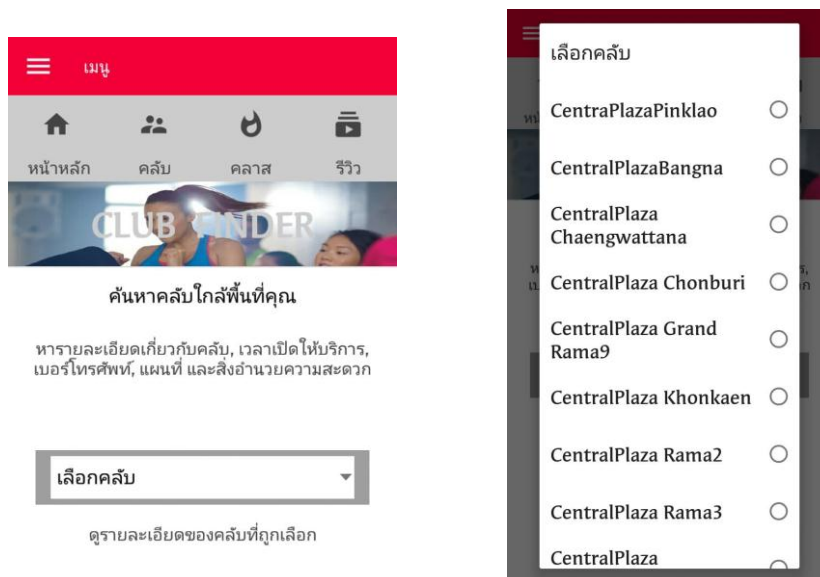 เมนู
หน้าหลัก
คลับ
คลาส
รีวิว
CLUB FINDER
ค้นหาคลับใกล้พื้นที่คุณ
หารายละเอียดเกี่ยวกับคลับ, เวลาเปิดให้บริการ,
เบอร์โทรศัพท์, แผนที่ และสิ่งอำนวยความสะดวก
เลือกคลับ
ดูรายละเอียดของคลับที่ถูกเลือก
เลือกคลับ
CentraPlazaPinklao
CentralPlazaBangna
CentralPlaza
Chaengwattana
CentralPlaza Chonburi
CentralPlaza Grand
Rama9
CentralPlaza Khonkaen
CentralPlaza Rama2
CentralPlaza Rama3
CentralPlaza